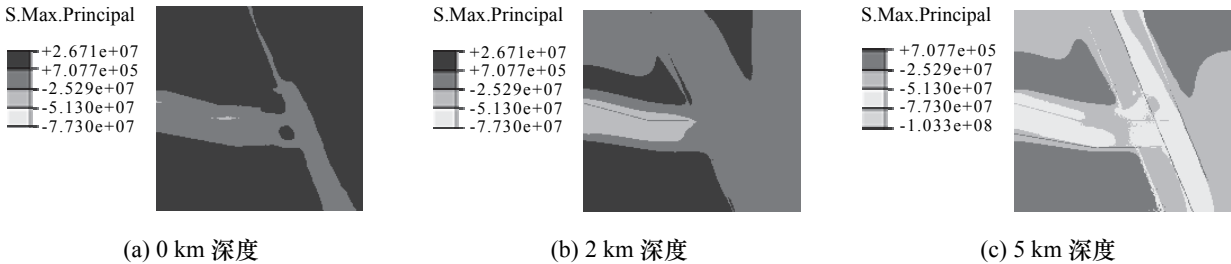 S.Max.Principal
+2.671e+07
+7.077e+05
-2.529e+07
-5.130e+07
-7.730e+07
(a) 0 km 深度
S.Max.Principal
+2.671e+07
+7.077e+05
-2.529e+07
-5.130e+07
-7.730e+07
(b) 2 km 深度
S.Max.Principal
+7.077e+05
-2.529e+07
-5.130e+07
-7.730e+07
-1.033e+08
(c) 5 km 深度